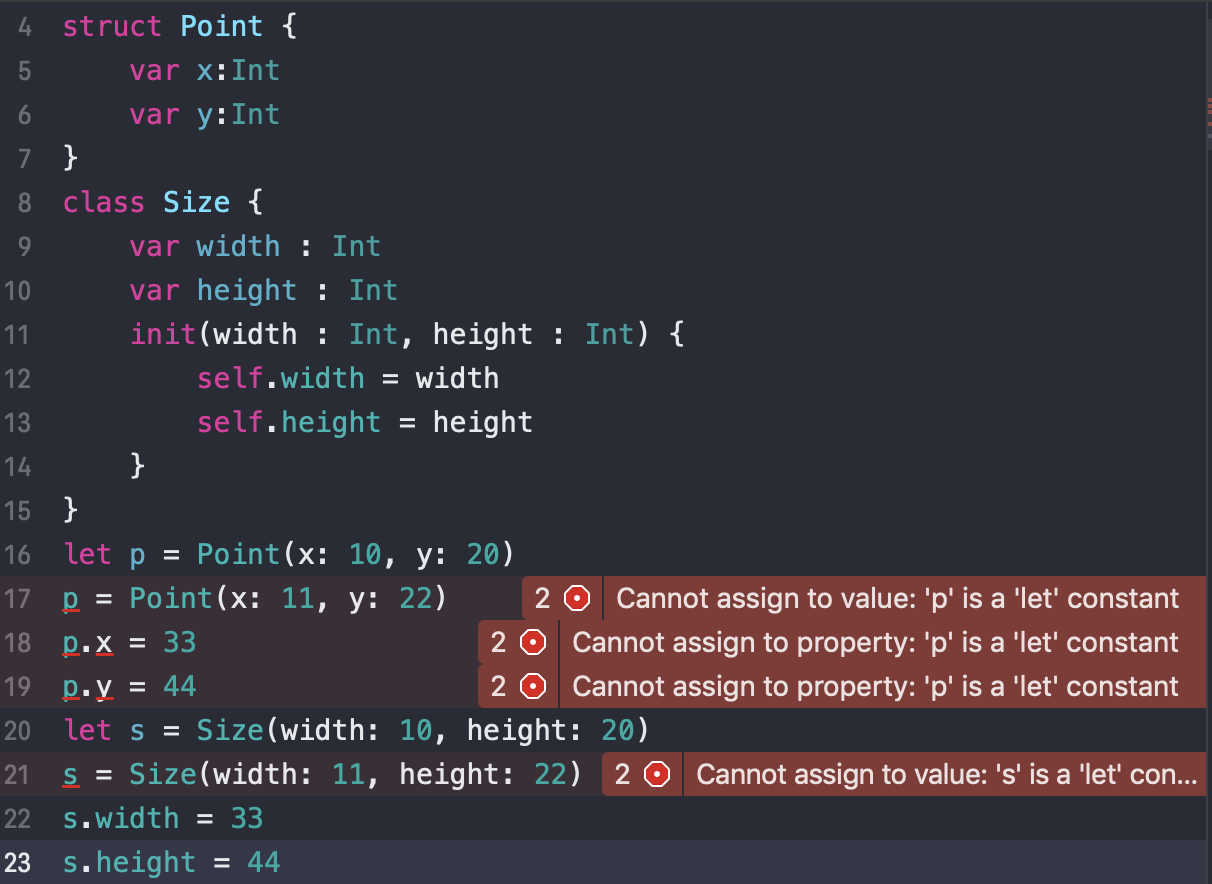 4 struct Point {
5     var x:Int
6     var y:Int
7 }
8 class Size {
9     var width : Int
10     var height : Int
11     init(width : Int, height : Int) {
12         self.width = width
13         self.height = height
14     }
15 }
16 let p = Point(x: 10, y: 20)
17 p = Point(x: 11, y: 22) 2 Cannot assign to value: 'p' is a 'let' constant
18 p.x = 33 2 Cannot assign to property: 'p' is a 'let' constant
19 p.y = 44 2 Cannot assign to property: 'p' is a 'let' constant
20 let s = Size(width: 10, height: 20)
21 s = Size(width: 11, height: 22) 2 Cannot assign to value: 's' is a 'let' con...
22 s.width = 33
23 s.height = 44